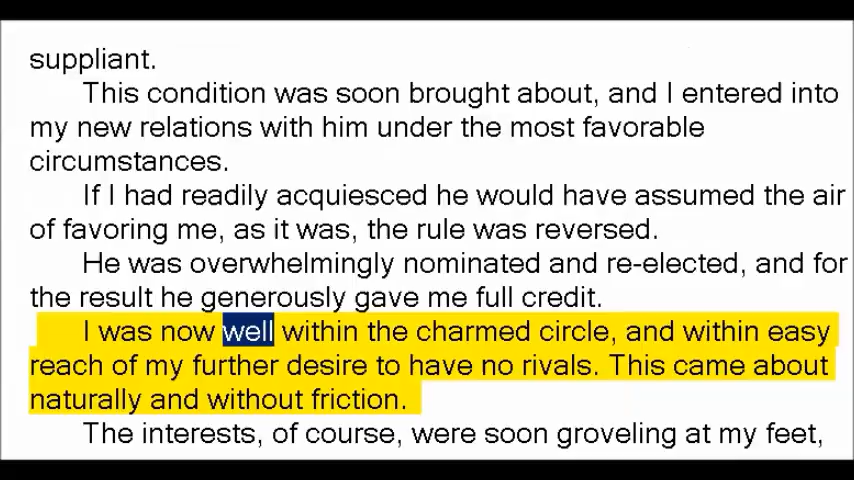 suppliant.
This condition was soon brought about, and I entered into
my new relations with him under the most favorable
circumstances.
If I had readily acquiesced he would have assumed the air
of favoring me, as it was, the rule was reversed.
He was overwhelmingly nominated and re-elected, and for
the result he generously gave me full credit.
I was now well within the charmed circle, and within easy
reach of my further desire to have no rivals. This came about
naturally and without friction.
The interests, of course, were soon groveling at my feet,